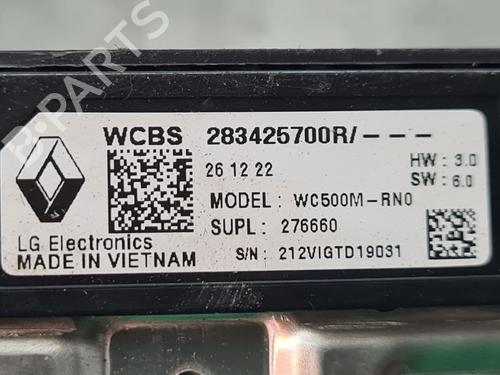 WCBS 283425700R/---
26 12 22
HW: 3.0
SW: 6.0
MODEL: WC500M-RN0
SUPL: 276660
LG Electronics
MADE IN VIETNAM
S/N: 212VIGTD19031